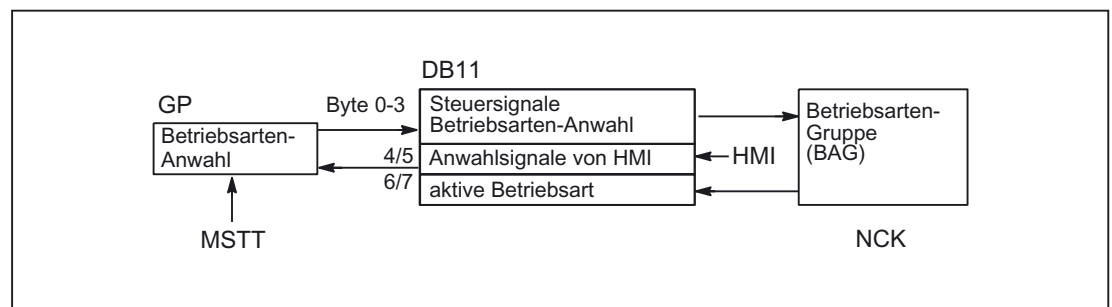 DB11
GP
Byte 0-3
Steuersignale
Betriebsarten-Anwahl
Betriebsarten-
Gruppe
(BAG)
Betriebsarten-
Anwahl
4/5
Anwahlsignale von HMI
HMI
6/7
aktive Betriebsart
MSTT
NCK